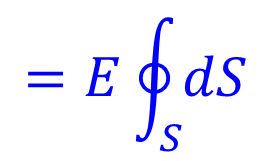 = E ∮_S dS